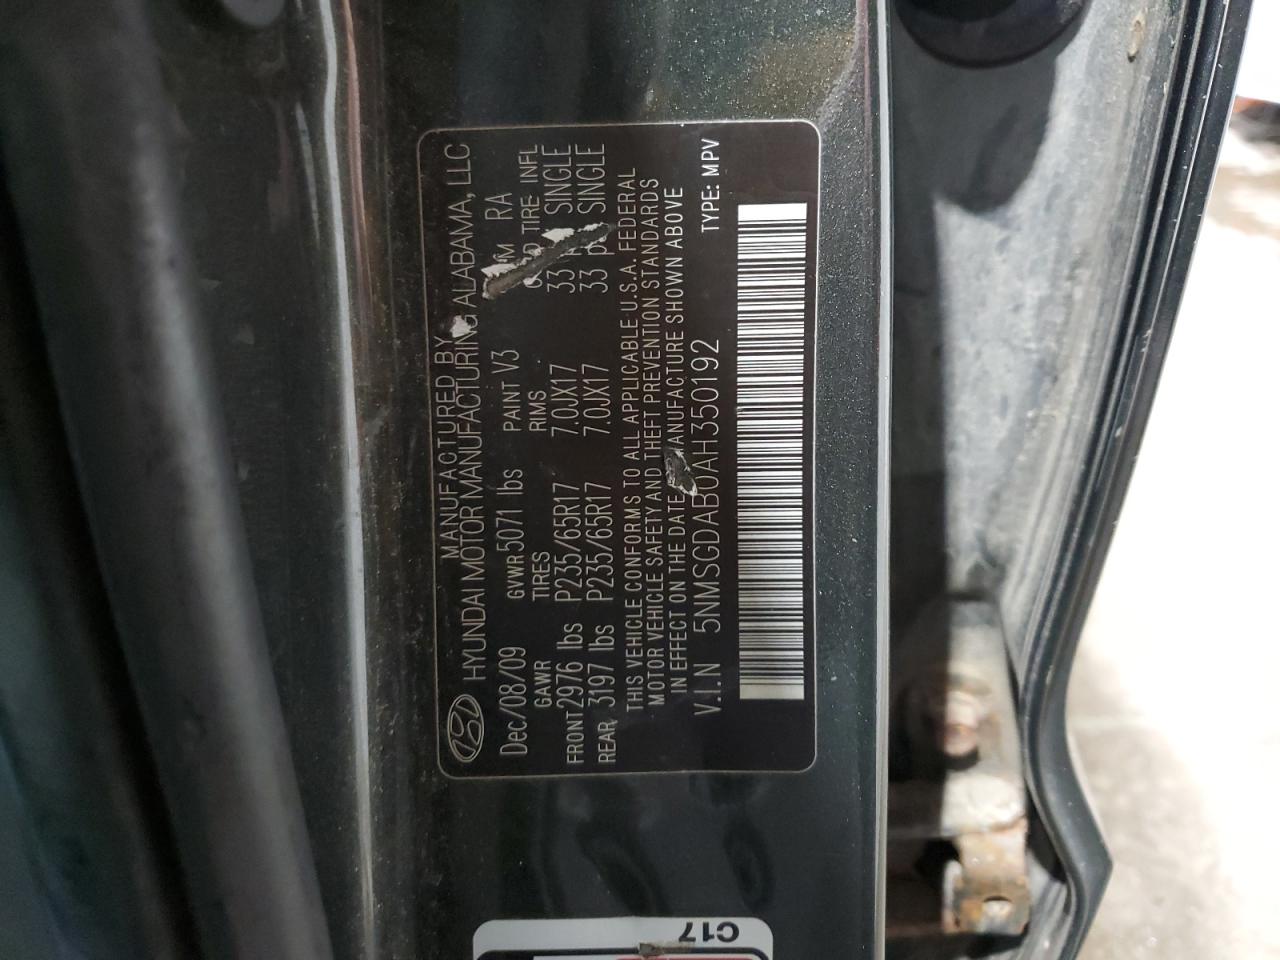 MANUFACTURED BY
HYUNDAI MOTOR MANUFACTURING ALABAMA, LLC
Dec/08/09 GVWR 5071 lbs PAINT V3 RA
GAWR TIRES RIMS TIRE INFL
FRONT 2976 lbs P235/65R17 7.0JX17 33 SINGLE
REAR 3197 lbs P235/65R17 7.0JX17 33 SINGLE
THIS VEHICLE CONFORMS TO ALL APPLICABLE U.S.A. FEDERAL
MOTOR VEHICLE SAFETY AND THEFT PREVENTION STANDARDS
IN EFFECT ON THE DATE MANUFACTURE SHOWN ABOVE
V.I.N 5NMSGDAB0AH350192 TYPE: MPV
C17